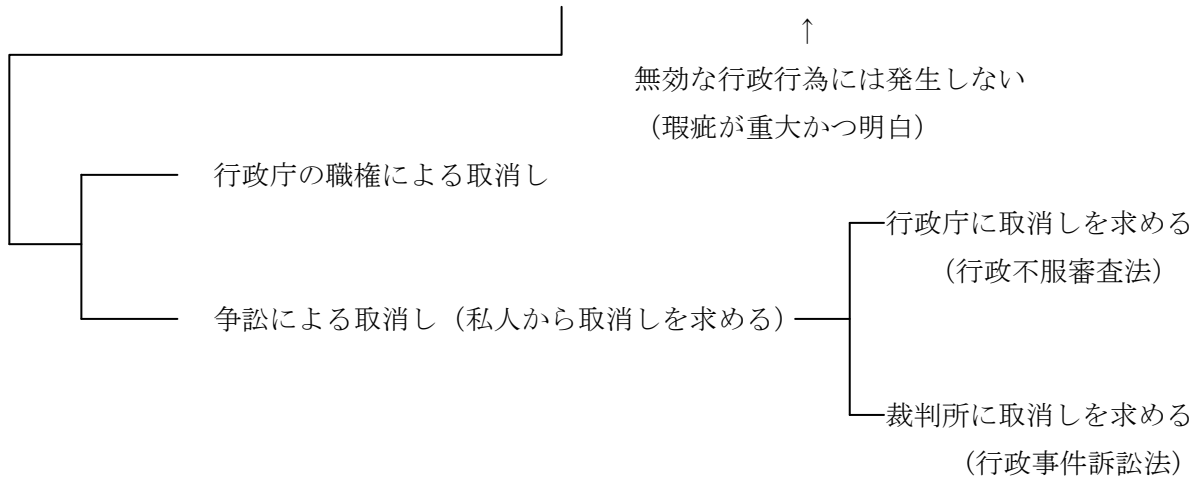 ↑
無効な行政行為には発生しない
（瑕疵が重大かつ明白）
行政庁の職権による取消し
行政庁に取消しを求める
（行政不服審査法）
争訟による取消し（私人から取消しを求める）
裁判所に取消しを求める
（行政事件訴訟法）